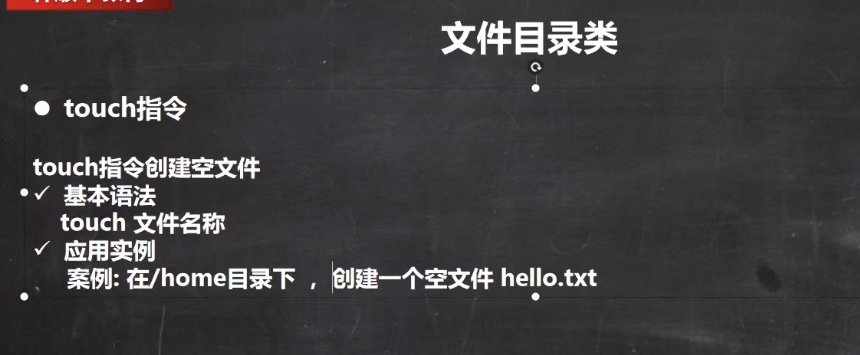 文件目录类
● touch指令
touch指令创建空文件
✓ 基本语法
touch 文件名称
✓ 应用实例
案例: 在/home目录下 ， 创建一个空文件 hello.txt